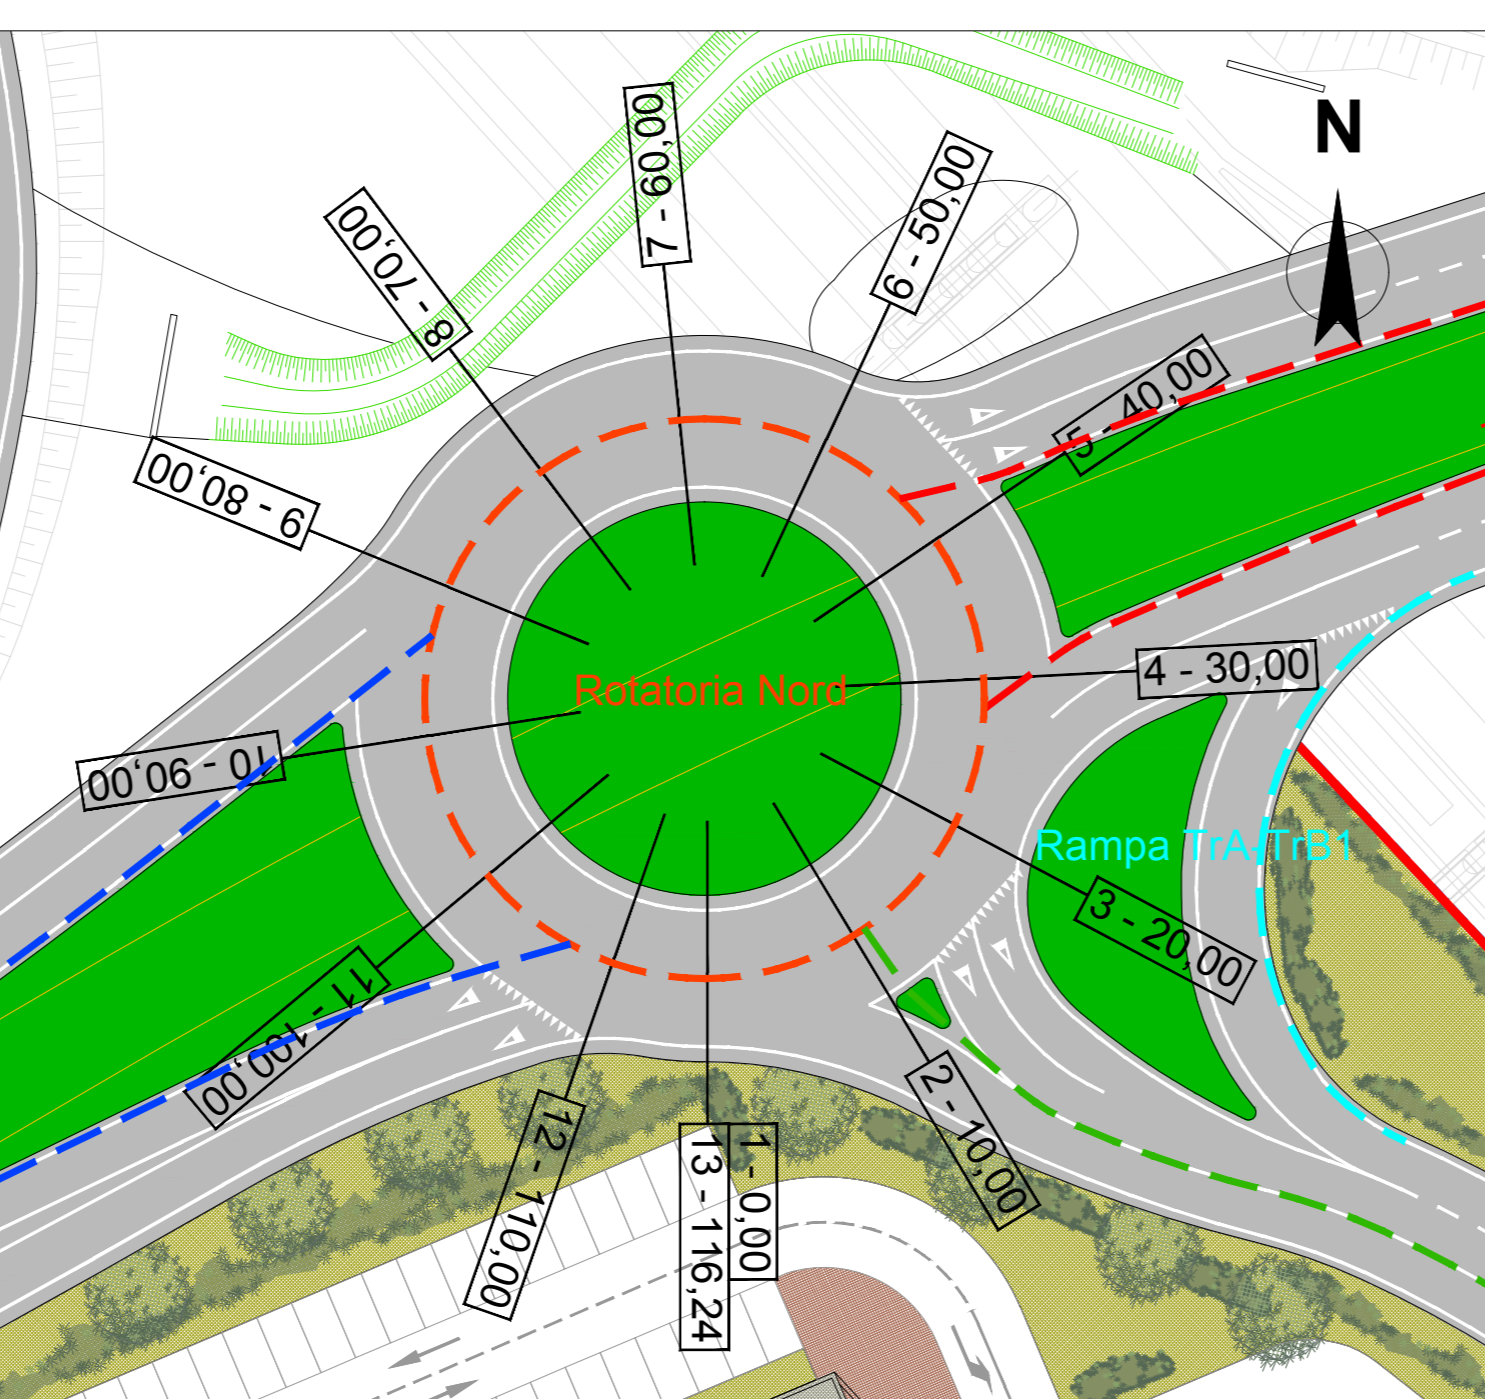 N
7 - 60,00
6 - 50,00
8 - 70,00
5 - 40,00
9 - 80,00
4 - 30,00
Rotatoria Nord
10 - 90,00
Rampa TrA-TrB1
3 - 20,00
11 - 100,00
2 - 10,00
12 - 110,00
1 - 0,00
13 - 116,24